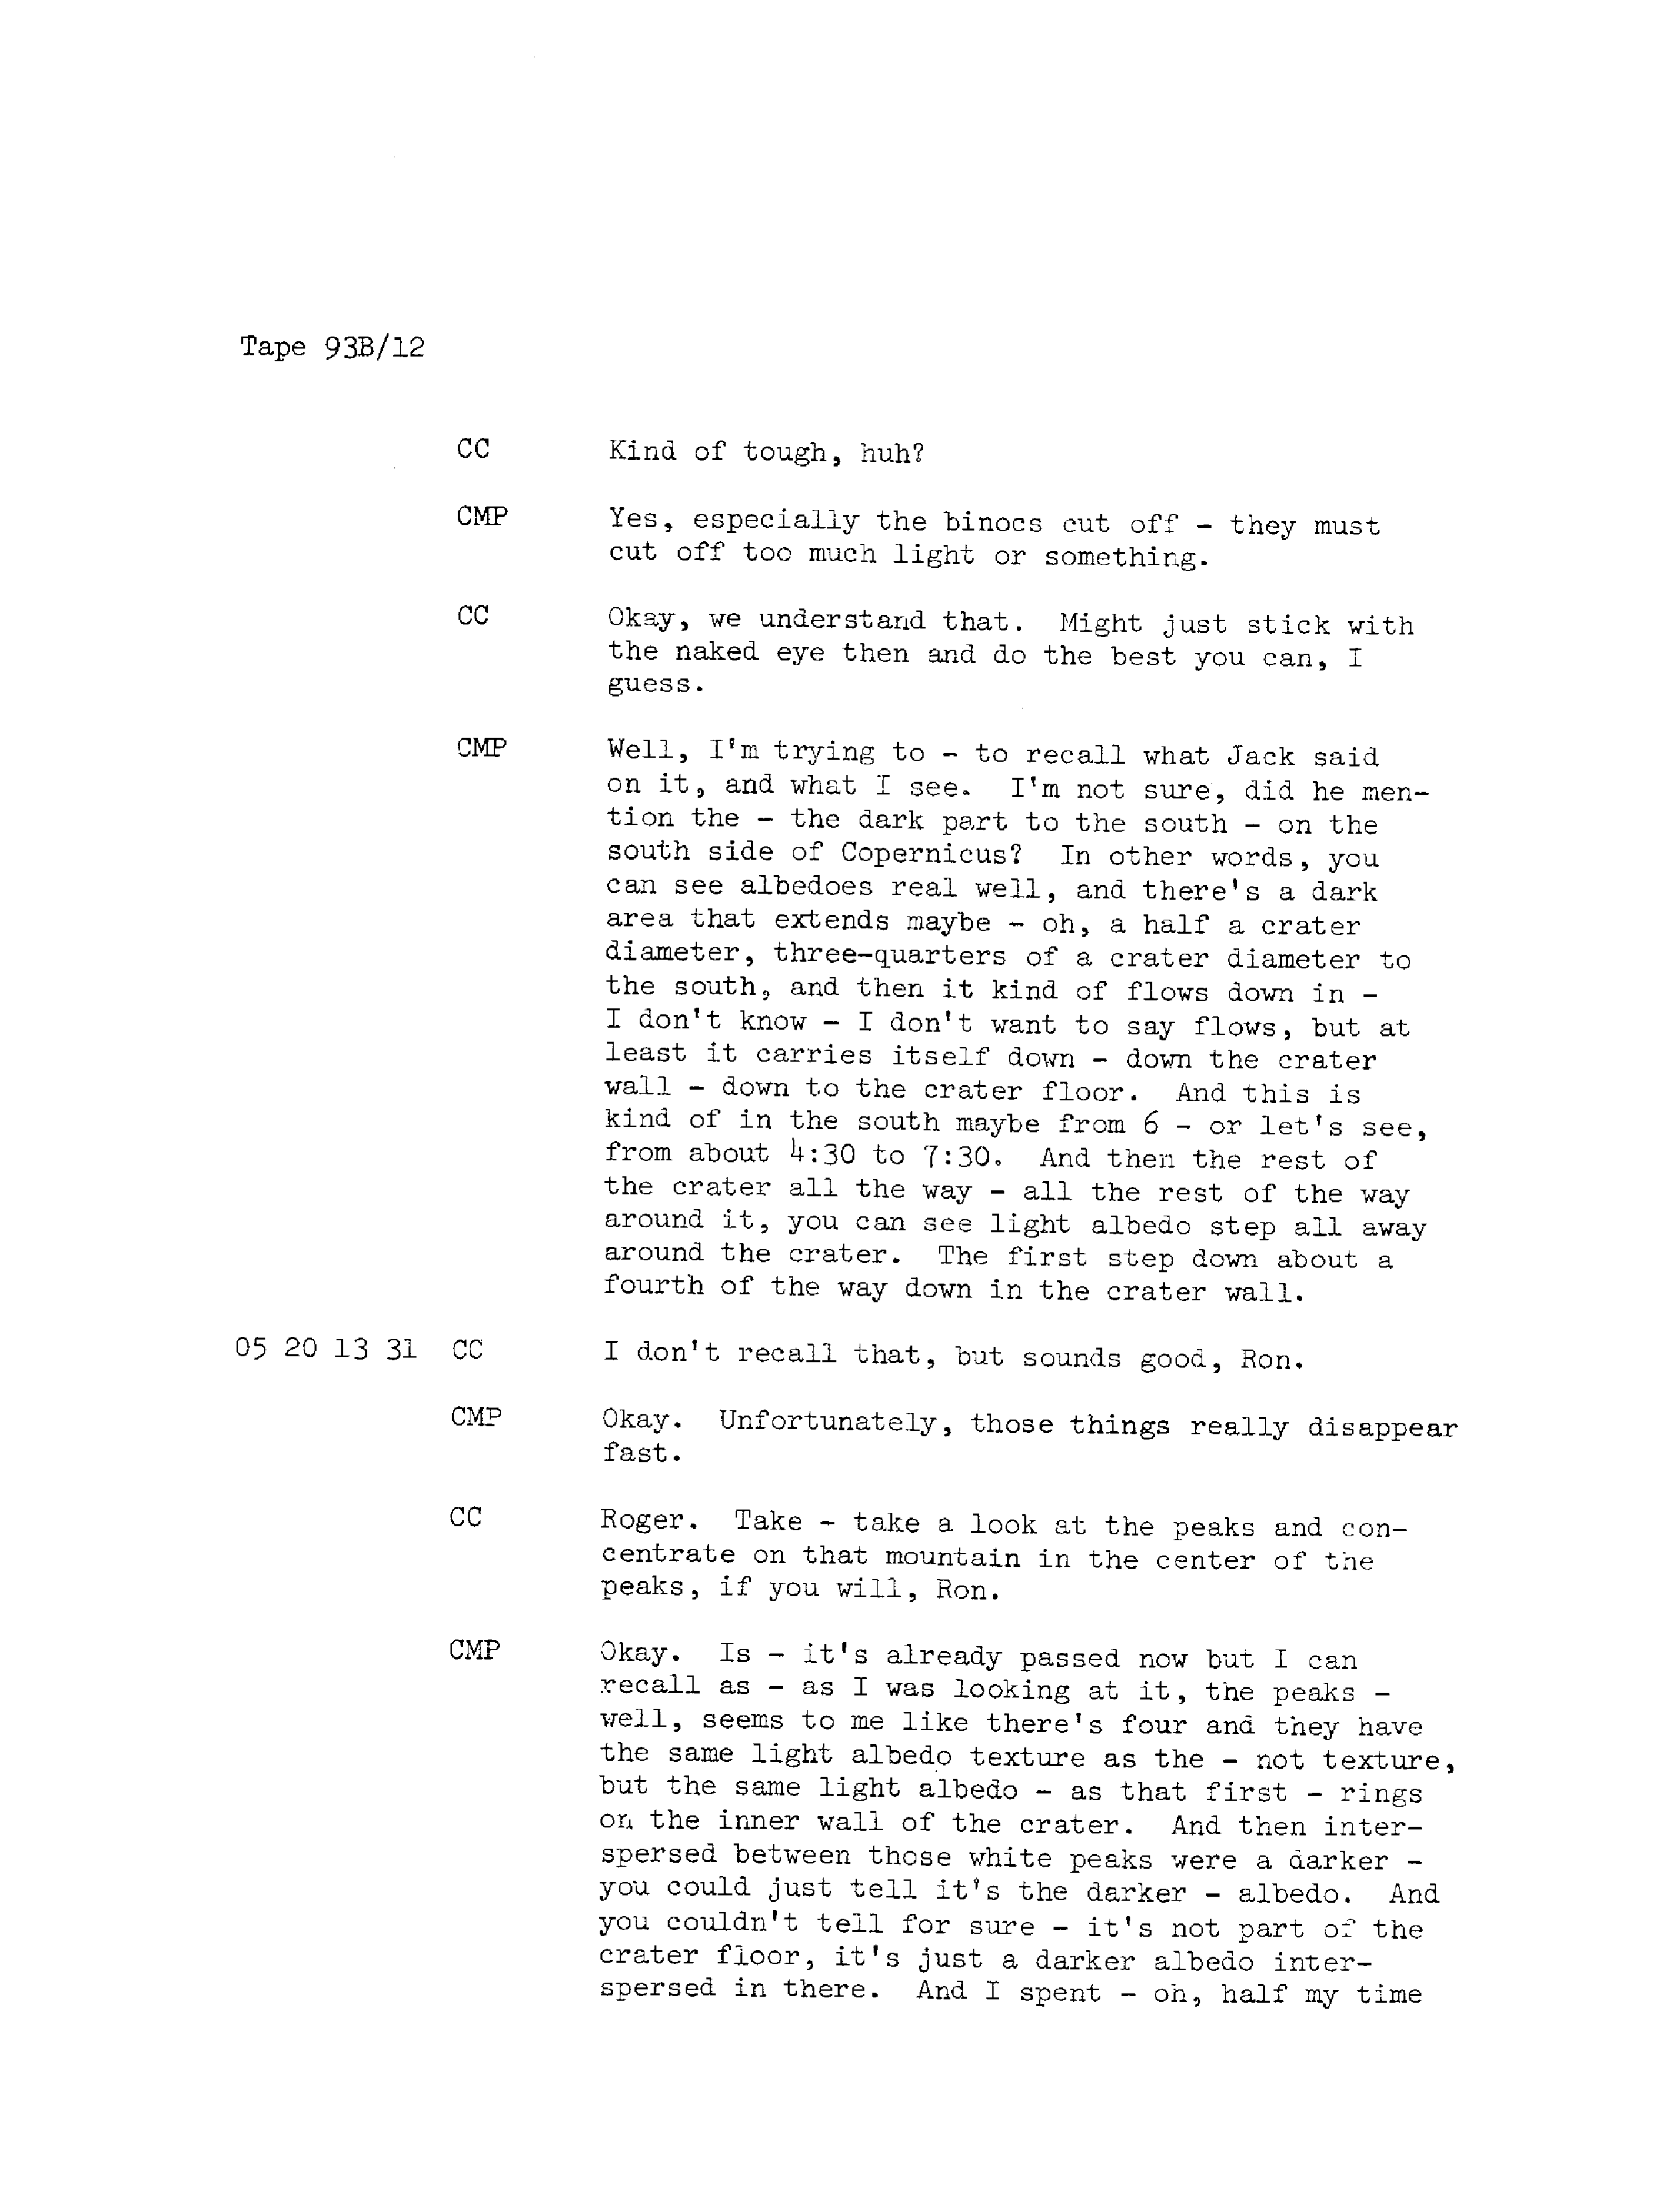 Tape 93B/12
CC Kind of tough, huh?
CMP Yes, especially the binocs cut off - they must
cut off too much light or something.
CC Okay, we understand that. Might just stick with
the naked eye then and do the best you can, I
guess.
CMP Well, I'm trying to - to recall what Jack said
on it, and what I see. I'm not sure, did he men-
tion the - the dark part to the south - on the
south side of Copernicus? In other words, you
can see albedoes real well, and there's a dark
area that extends maybe - oh, a half a crater
diameter, three-quarters of a crater diameter to
the south, and then it kind of flows down in -
I don't know - I don't want to say flows, but at
least it carries itself down - down the crater
wall - down to the crater floor. And this is
kind of in the south maybe from 6 - or let's see,
from about 4:30 to 7:30. And then the rest of
the crater all the way - all the rest of the way
around it, you can see light albedo step all away
around the crater. The first step down about a
fourth of the way down in the crater wall.
05 20 13 31 CC I don't recall that, but sounds good, Ron.
CMP Okay. Unfortunately, those things really disappear
fast.
CC Roger. Take - take a look at the peaks and con-
centrate on that mountain in the center of the
peaks, if you will, Ron.
CMP Okay. Is - it's already passed now but I can
recall as - as I was looking at it, the peaks -
well, seems to me like there's four and they have
the same light albedo texture as the - not texture,
but the same light albedo - as that first - rings
on the inner wall of the crater. And then inter-
spersed between those white peaks were a darker -
you could just tell it's the darker - albedo. And
you couldn't tell for sure - it's not part of the
crater floor, it's just a darker albedo inter-
spersed in there. And I spent - oh, half my time